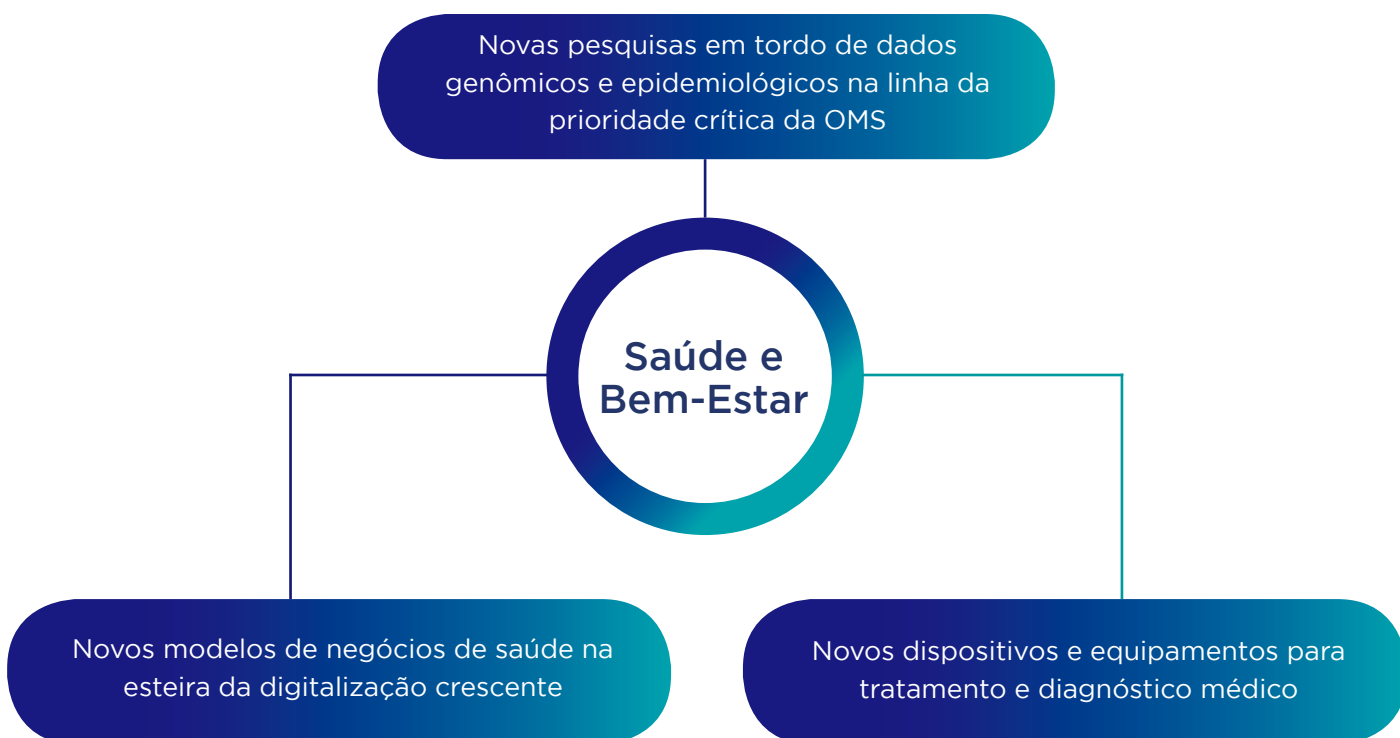 Novas pesquisas em tordo de dados
genômicos e epidemiológicos na linha da
prioridade crítica da OMS
Saúde e
Bem-Estar
Novos modelos de negócios de saúde na
esteira da digitalização crescente
Novos dispositivos e equipamentos para
tratamento e diagnóstico médico